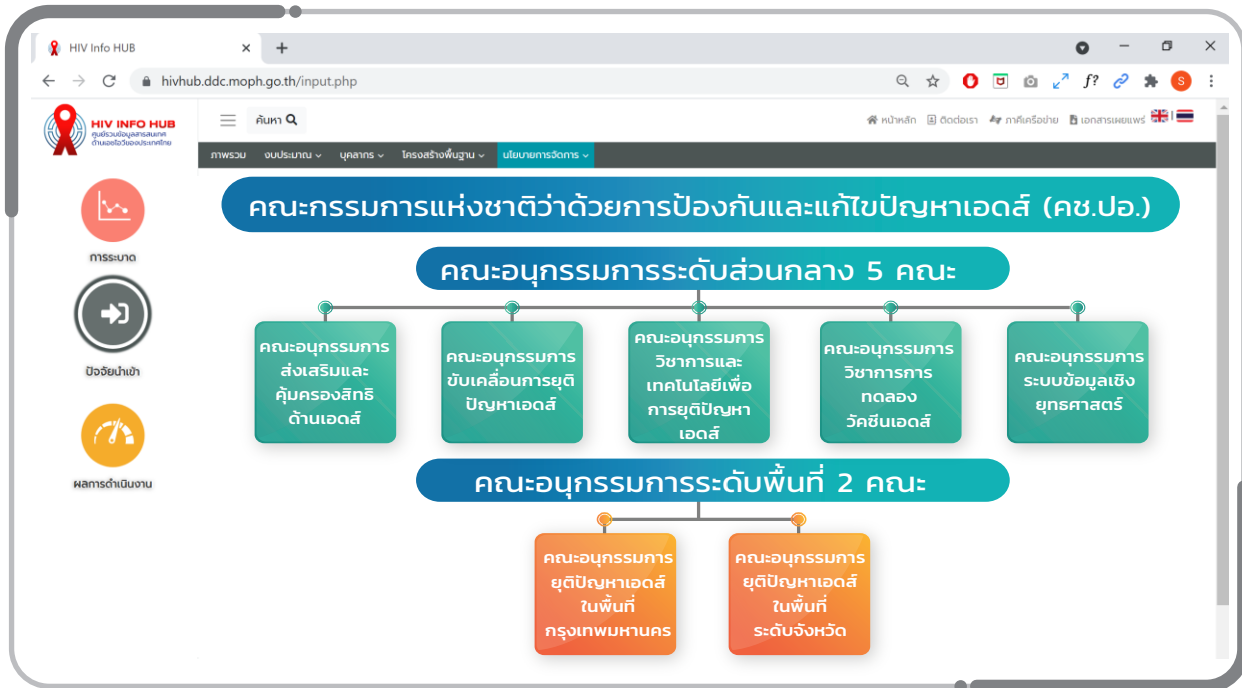 HIV Info HUB
hivhub.ddc.moph.go.th/input.php
f?
S
HIV INFO HUB
ศูนย์รวมข้อมูลสารสนเทศ
ด้านเอชไอวีของประเทศไทย
ค้นหา
หน้าหลัก ติดต่อเรา ภาคีเครือข่าย เอกสารเผยแพร่
ภาพรวม งบประมาณ บุคลากร โครงสร้างพื้นฐาน นโยบายการจัดการ
การระบาด
ปัจจัยนำเข้า
ผลการดำเนินงาน
คณะกรรมการแห่งชาติว่าด้วยการป้องกันและแก้ไขปัญหาเอดส์ (คช.ปอ.)
คณะอนุกรรมการระดับส่วนกลาง 5 คณะ
คณะอนุกรรมการ
ส่งเสริมและ
คุ้มครองสิทธิ
ด้านเอดส์
คณะอนุกรรมการ
ขับเคลื่อนการยุติ
ปัญหาเอดส์
คณะอนุกรรมการ
วิชาการและ
เทคโนโลยีเพื่อ
การยุติปัญหา
เอดส์
คณะอนุกรรมการ
วิชาการการ
ทดลอง
วัคซีนเอดส์
คณะอนุกรรมการ
ระบบข้อมูลเชิง
ยุทธศาสตร์
คณะอนุกรรมการระดับพื้นที่ 2 คณะ
คณะอนุกรรมการ
ยุติปัญหาเอดส์
ในพื้นที่
กรุงเทพมหานคร
คณะอนุกรรมการ
ยุติปัญหาเอดส์
ในพื้นที่
ระดับจังหวัด